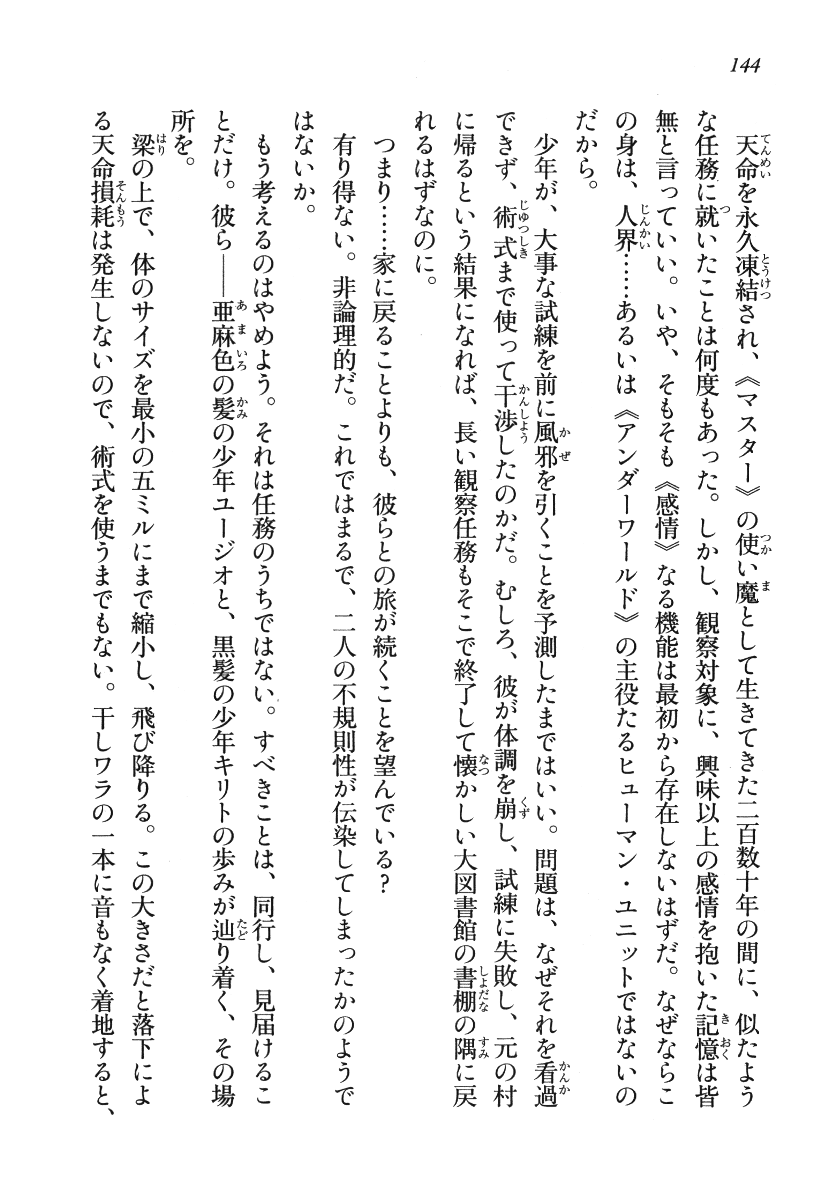 144
天命を永久凍結され、《マスター》の使い魔として生きてきた二百数十年の間に、似たよう
な任務に就いたことは何度もあった。しかし、観察対象に、興味以上の感情を抱いた記憶は皆
無と言っていい。いや、そもそも《感情》なる機能は最初から存在しないはずだ。なぜならこ
の身は、人界……あるいは《アンダーワールド》の主役たるヒューマン・ユニットではないの
だから。
少年が、大事な試練を前に風邪を引くことを予測したまではいい。問題は、なぜそれを看過
できず、術式まで使って干渉したのかだ。むしろ、彼が体調を崩し、試練に失敗し、元の村
に帰るという結果になれば、長い観察任務もそこで終了して懐かしい大図書館の書棚の隅に戻
れるはずなのに。
つまり……家に戻ることよりも、彼らとの旅が続くことを望んでいる？
有り得ない。非論理的だ。これではまるで、二人の不規則性が伝染してしまったかのようで
はないか。
もう考えるのはやめよう。それは任務のうちではない。すべきことは、同行し、見届けるこ
とだけ。彼ら――亜麻色の髪の少年ユージオと、黒髪の少年キリトの歩みが辿り着く、その場
所を。
梁の上で、体のサイズを最小の五ミルにまで縮小し、飛び降りる。この大きさだと落下によ
る天命損耗は発生しないので、術式を使うまでもない。干しワラの一本に音もなく着地すると、